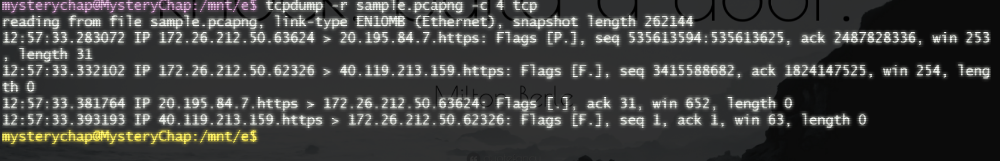 mysterychap@MysteryChap:/mnt/e$ tcpdump -r sample.pcapng -c 4 tcp
reading from file sample.pcapng, link-type EN10MB (Ethernet), snapshot length 262144
12:57:33.283072 IP 172.26.212.50.63624 > 20.195.84.7.https: Flags [P.], seq 535613594:535613625, ack 2487828336, win 253
, length 31
12:57:33.332102 IP 172.26.212.50.62326 > 40.119.213.159.https: Flags [F.], seq 3415588682, ack 1824147525, win 254, leng
th 0
Milton Berle
12:57:33.381764 IP 20.195.84.7.https > 172.26.212.50.63624: Flags [.], ack 31, win 652, length 0
12:57:33.393193 IP 40.119.213.159.https > 172.26.212.50.62326: Flags [F.], seq 1, ack 1, win 63, length 0
mysterychap@MysteryChap:/mnt/e$